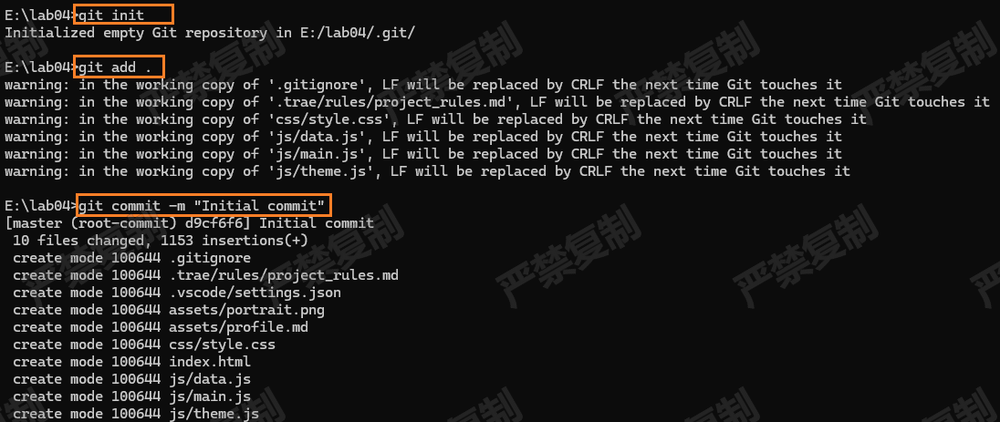 E:\lab04>git init
Initialized empty Git repository in E:/lab04/.git/
E:\lab04>git add .
warning: in the working copy of '.gitignore', LF will be replaced by CRLF the next time Git touches it
warning: in the working copy of '.trae/rules/project_rules.md', LF will be replaced by CRLF the next time Git touches it
warning: in the working copy of 'css/style.css', LF will be replaced by CRLF the next time Git touches it
warning: in the working copy of 'js/data.js', LF will be replaced by CRLF the next time Git touches it
warning: in the working copy of 'js/main.js', LF will be replaced by CRLF the next time Git touches it
warning: in the working copy of 'js/theme.js', LF will be replaced by CRLF the next time Git touches it
E:\lab04>git commit -m "Initial commit"
[master (root-commit) d9cf6f6] Initial commit
 10 files changed, 1153 insertions(+)
 create mode 100644 .gitignore
 create mode 100644 .trae/rules/project_rules.md
 create mode 100644 .vscode/settings.json
 create mode 100644 assets/portrait.png
 create mode 100644 assets/profile.md
 create mode 100644 css/style.css
 create mode 100644 index.html
 create mode 100644 js/data.js
 create mode 100644 js/main.js
 create mode 100644 js/theme.js
严禁复制